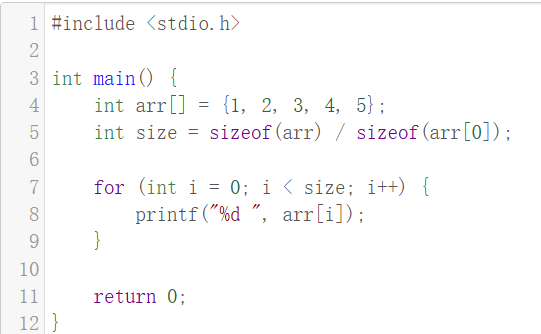 1 #include <stdio.h>
2
3 int main() {
4     int arr[] = {1, 2, 3, 4, 5};
5     int size = sizeof(arr) / sizeof(arr[0]);
6
7     for (int i = 0; i < size; i++) {
8         printf("%d ", arr[i]);
9     }
10
11     return 0;
12 }